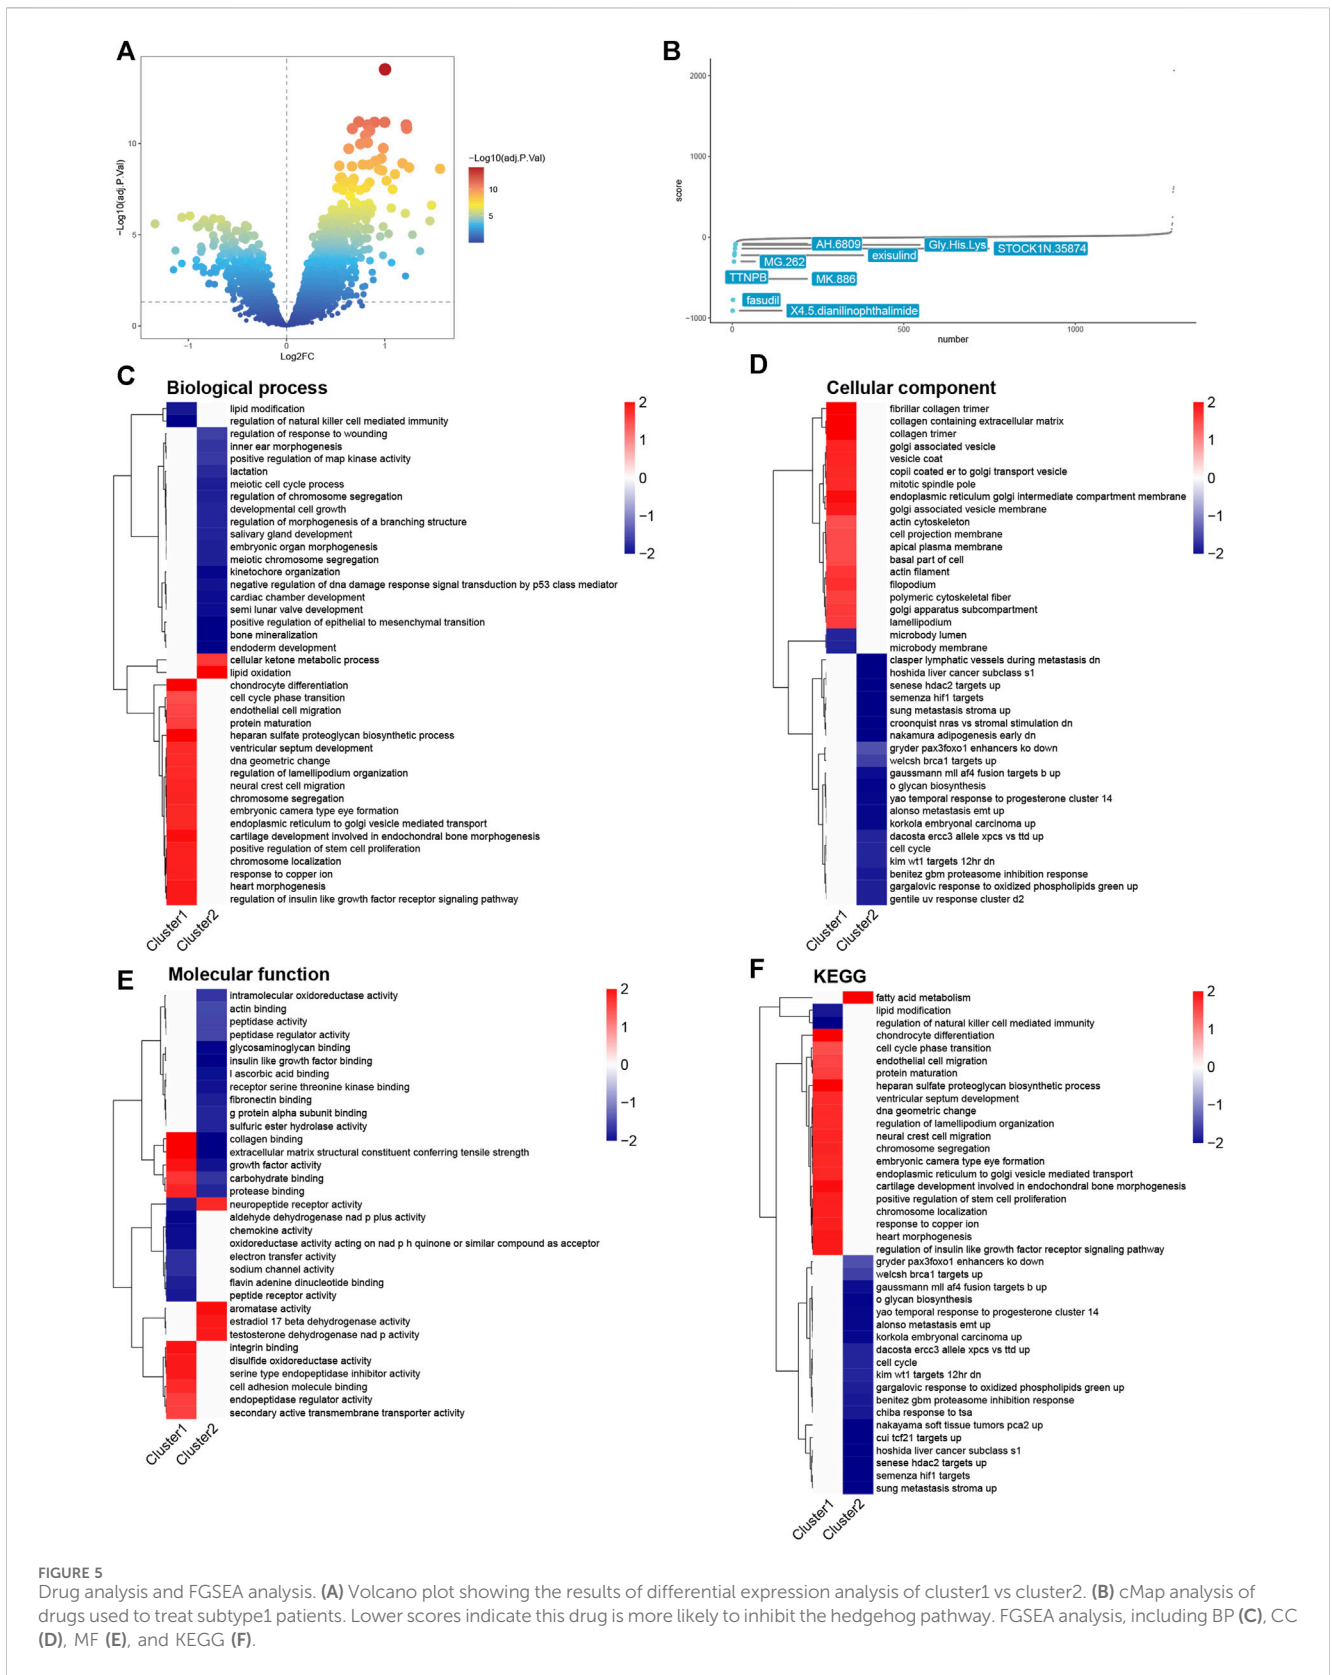 A
−Log10(adj.P.Val)
10
5
0
−1
0
1
Log2FC
−Log10(adj.P.Val)
10
5
B
score
2000
1000
0
−1000
0
500
1000
number
AH.6809
Gly.His.Lys
STOCK1N.35874
exisulind
MG.262
TTNPB
MK.886
fasudil
X4.5.dianilinophthalimide
C
Biological process
lipid modification
regulation of natural killer cell mediated immunity
regulation of response to wounding
inner ear morphogenesis
positive regulation of map kinase activity
lactation
meiotic cell cycle process
regulation of chromosome segregation
developmental cell growth
regulation of morphogenesis of a branching structure
salivary gland development
embryonic organ morphogenesis
meiotic chromosome segregation
kinetochore organization
negative regulation of dna damage response signal transduction by p53 class mediator
cardiac chamber development
semi lunar valve development
positive regulation of epithelial to mesenchymal transition
bone mineralization
endoderm development
cellular ketone metabolic process
lipid oxidation
chondrocyte differentiation
cell cycle phase transition
endothelial cell migration
protein maturation
heparan sulfate proteoglycan biosynthetic process
ventricular septum development
dna geometric change
regulation of lamellipodium organization
neural crest cell migration
chromosome segregation
embryonic camera type eye formation
endoplasmic reticulum to golgi vesicle mediated transport
cartilage development involved in endochondral bone morphogenesis
positive regulation of stem cell proliferation
chromosome localization
response to copper ion
heart morphogenesis
regulation of insulin like growth factor receptor signaling pathway
Cluster1
Cluster2
2
1
0
−1
−2
D
Cellular component
fibrillar collagen trimer
collagen containing extracellular matrix
collagen trimer
golgi associated vesicle
vesicle coat
copii coated er to golgi transport vesicle
mitotic spindle pole
endoplasmic reticulum golgi intermediate compartment membrane
golgi associated vesicle membrane
actin cytoskeleton
cell projection membrane
apical plasma membrane
basal part of cell
actin filament
filopodium
polymeric cytoskeletal fiber
golgi apparatus subcompartment
lamellipodium
microbody lumen
microbody membrane
clasper lymphatic vessels during metastasis dn
hoshida liver cancer subclass s1
senese hdac2 targets up
semenza hif1 targets
sung metastasis stroma up
croonquist nras vs stromal stimulation dn
nakamura adipogenesis early dn
gryder pax3foxo1 enhancers ko down
welcsh brca1 targets up
gaussmann mll af4 fusion targets b up
o glycan biosynthesis
yao temporal response to progesterone cluster 14
alonso metastasis emt up
korkola embryonal carcinoma up
dacosta ercc3 allele xpcs vs ttd up
cell cycle
kim wt1 targets 12hr dn
benitez gbm proteasome inhibition response
gargalovic response to oxidized phospholipids green up
gentile uv response cluster d2
Cluster1
Cluster2
2
1
0
−1
−2
E
Molecular function
intramolecular oxidoreductase activity
actin binding
peptidase activity
peptidase regulator activity
glycosaminoglycan binding
insulin like growth factor binding
l ascorbic acid binding
receptor serine threonine kinase binding
fibronectin binding
g protein alpha subunit binding
sulfuric ester hydrolase activity
collagen binding
extracellular matrix structural constituent conferring tensile strength
growth factor activity
carbohydrate binding
protease binding
neuropeptide receptor activity
aldehyde dehydrogenase nad p plus activity
chemokine activity
oxidoreductase activity acting on nad p h quinone or similar compound as acceptor
electron transfer activity
sodium channel activity
flavin adenine dinucleotide binding
peptide receptor activity
aromatase activity
estradiol 17 beta dehydrogenase activity
testosterone dehydrogenase nad p activity
integrin binding
disulfide oxidoreductase activity
serine type endopeptidase inhibitor activity
cell adhesion molecule binding
endopeptidase regulator activity
secondary active transmembrane transporter activity
Cluster1
Cluster2
2
1
0
−1
−2
F
KEGG
fatty acid metabolism
lipid modification
regulation of natural killer cell mediated immunity
chondrocyte differentiation
cell cycle phase transition
endothelial cell migration
protein maturation
heparan sulfate proteoglycan biosynthetic process
ventricular septum development
dna geometric change
regulation of lamellipodium organization
neural crest cell migration
chromosome segregation
embryonic camera type eye formation
endoplasmic reticulum to golgi vesicle mediated transport
cartilage development involved in endochondral bone morphogenesis
positive regulation of stem cell proliferation
chromosome localization
response to copper ion
heart morphogenesis
regulation of insulin like growth factor receptor signaling pathway
gryder pax3foxo1 enhancers ko down
welcsh brca1 targets up
gaussmann mll af4 fusion targets b up
o glycan biosynthesis
yao temporal response to progesterone cluster 14
alonso metastasis emt up
korkola embryonal carcinoma up
dacosta ercc3 allele xpcs vs ttd up
cell cycle
kim wt1 targets 12hr dn
gargalovic response to oxidized phospholipids green up
benitez gbm proteasome inhibition response
chiba response to tsa
nakayama soft tissue tumors pca2 up
cui tcf21 targets up
hoshida liver cancer subclass s1
senese hdac2 targets up
semenza hif1 targets
sung metastasis stroma up
Cluster1
Cluster2
2
1
0
−1
−2
FIGURE 5
Drug analysis and FGSEA analysis. (A) Volcano plot showing the results of differential expression analysis of cluster1 vs cluster2. (B) cMap analysis of
drugs used to treat subtype1 patients. Lower scores indicate this drug is more likely to inhibit the hedgehog pathway. FGSEA analysis, including BP (C), CC
(D), MF (E), and KEGG (F).